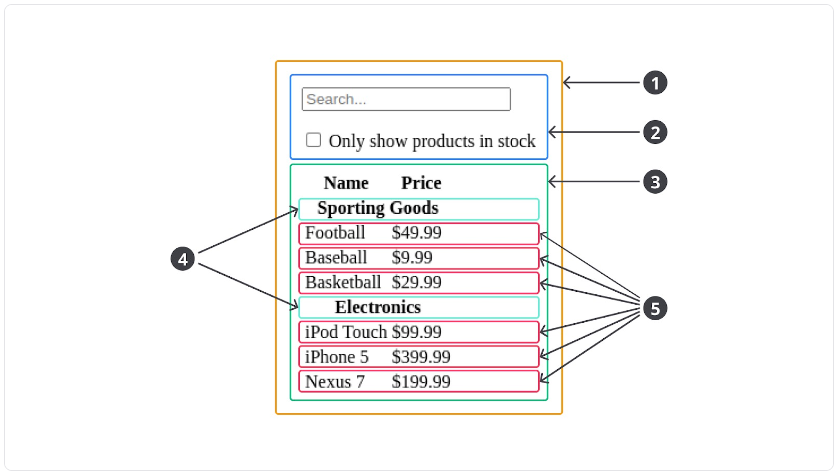 1
Search...
2
Only show products in stock
3
Name Price
Sporting Goods
Football $49.99
4
Baseball $9.99
Basketball $29.99
Electronics
5
iPod Touch $99.99
iPhone 5 $399.99
Nexus 7 $199.99